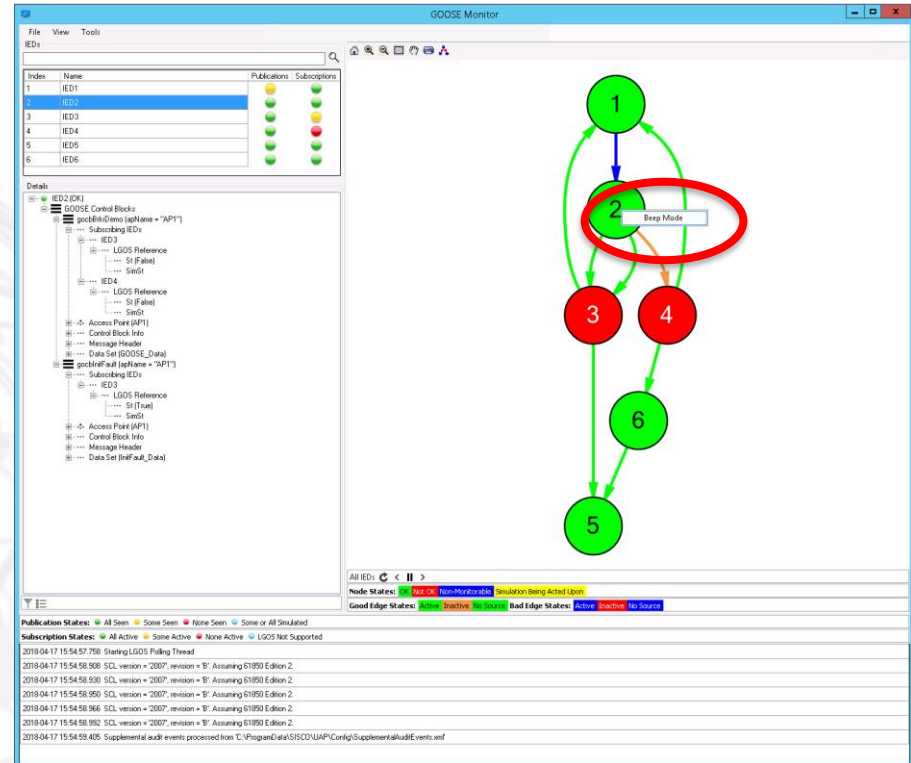 GOOSE Monitor
File View Tools
IEDs
Index Name Publications Subscriptions
1 IED1
2 IED2
3 IED3
4 IED4
5 IED5
6 IED6
Details
IED2 (OK)
GOOSE Control Blocks
gocbBrksDemo (apName = "AP1")
Subscribing IEDs
IED3
LGOS Reference
St (False)
SimSt
IED4
LGOS Reference
St (False)
SimSt
Access Point (AP1)
Control Block Info
Message Header
Data Set (GOOSE_Data)
gocbInitFault (apName = "AP1")
Subscribing IEDs
IED3
LGOS Reference
St (True)
SimSt
Access Point (AP1)
Control Block Info
Message Header
Data Set (InitFault_Data)
1
2
Beep Mode
3
4
6
5
All IEDs
Node States: OK Not OK Non-Monitorable Simulation Being Acted Upon
Good Edge States: Active Inactive No Source Bad Edge States: Active Inactive No Source
Publication States: All Seen Some Seen None Seen Some or All Simulated
Subscription States: All Active Some Active None Active LGOS Not Supported
2018-04-17 15:54:57.758 Starting LGOS Polling Thread
2018-04-17 15:54:58.908 SCL version = '2007', revision = 'B'. Assuming 61850 Edition 2.
2018-04-17 15:54:58.930 SCL version = '2007', revision = 'B'. Assuming 61850 Edition 2.
2018-04-17 15:54:58.950 SCL version = '2007', revision = 'B'. Assuming 61850 Edition 2.
2018-04-17 15:54:58.966 SCL version = '2007', revision = 'B'. Assuming 61850 Edition 2.
2018-04-17 15:54:58.992 SCL version = '2007', revision = 'B'. Assuming 61850 Edition 2.
2018-04-17 15:54:59.405 Supplemental audit events processed from 'C:\ProgramData\SISCO\UAP\Config\SupplementalAuditEvents.xml'